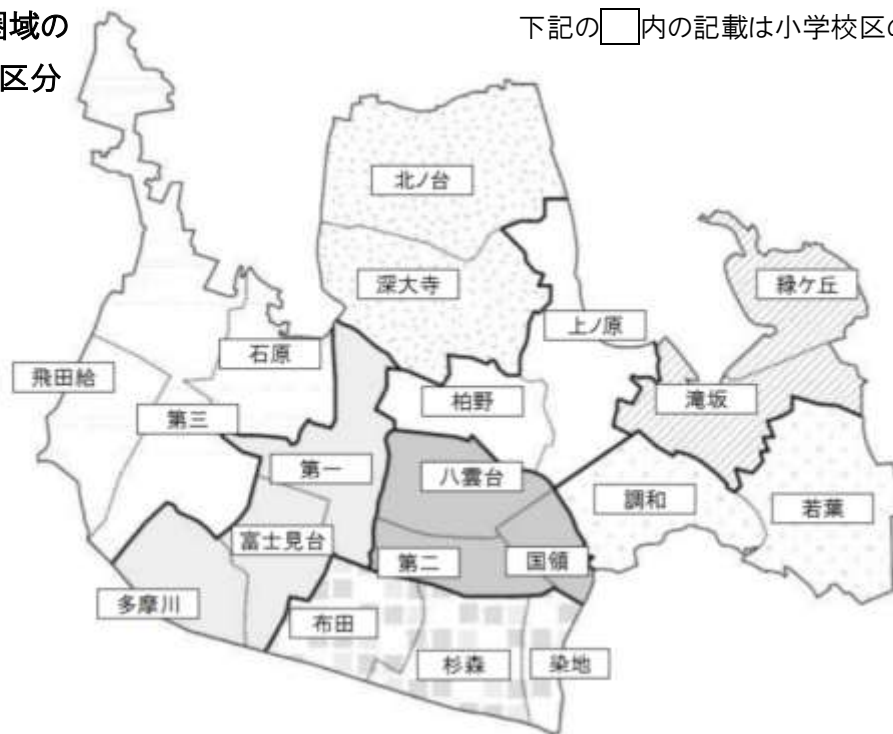 圏域の
区分
下記の 内の記載は小学校区の
北ノ台
深大寺
緑ケ丘
上ノ原
石原
飛田給
柏野
滝坂
第三
第一
八雲台
調和
若葉
富士見台
第二
国領
多摩川
布田
杉森
染地